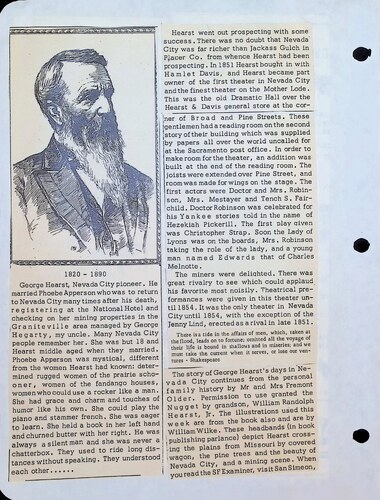 1820 - 1890
George Hearst, Nevada City pioneer. He
married Phoebe Apperson who was to return
to Nevada City many times after his death,
registering at the National Hotel and
checking on her mining properties in the
Graniteville area managed by George
Hegarty, my uncle. Many Nevada City
people remember her. She was but 18 and
Hearst middle aged when they married.
Phoebe Apperson was mystical, different
from the women Hearst had known: deter-
mined rugged women of the prairie scho-
oner, women of the fandango houses,
women who could use a rocker like a man.
She had grace and charm and touches of
humor like his own. She could play the
piano and stammer french. She was eager
to learn. She held a book in her left hand
and churned butter with her right. He was
always a silent man and she was never a
chatterbox. They used to ride long dis-
tances without speaking. They understood
each other......
Hearst went out prospecting with some
success. There was no doubt that Nevada
City was far richer than Jackass Gulch in
Placer Co. from whence Hearst had been
prospecting. In 1851 Hearst bought in with
Hamlet Davis, and Hearst became part
owner of the first theater in Nevada City
and the finest theater on the Mother Lode.
This was the old Dramatic Hall over the
Hearst & Davis general store at the cor-
ner of Broad and Pine Streets. These
gentlemen had a reading room on the second
story of their building which was supplied
by papers all over the world uncalled for
at the Sacramento post office. In order to
make room for the theater, an addition was
built at the end of the reading room. The
joists were extended over Pine Street, and
room was made for wings on the stage. The
first actors were Doctor and Mrs. Robin-
son, Mrs. Mestayer and Tench S. Fair-
child. Doctor Robinson was celebrated for
his Yankee stories told in the name of
Hezekiah Pickerill. The first play given
was Christopher Strap. Soon the Lady of
Lyons was on the boards, Mrs. Robinson
taking the role of the lady, and a young
man named Edwards that of Charles
Melnotte.
The miners were delighted. There was
great rivalry to see which could applaud
his favorite most noisily. Theatrical pre-
formances were given in this theater un-
til 1854. It was the only theater in Nevada
City until 1854, with the exception of the
Jenny Lind, erected as a rival in late 1851.
There is a tide in the affairs of men, which, taken at
the flood, leads on to fortune; omitted all the voyage of
their life is bound in shallows and in miseries; and we
must take the current when it serves, or lose our ven-
tures - Shakespeare
The story of George Hearst's days in Ne-
vada City continues from the personal
family history by Mr and Mrs Fremont
Older. Permission to use granted the
Nugget by grandson, William Randolph
Hearst, Jr. The illustrations used this
week are from the book also and are by
William Wilke. These headbands (in book
publishing parlance) depict Hearst cross-
ing the plains from Missouri by covered
wagon, the pine trees and the beauty of
Nevada City, and a mining scene. When
you read the SF Examiner, visit San Simeon,